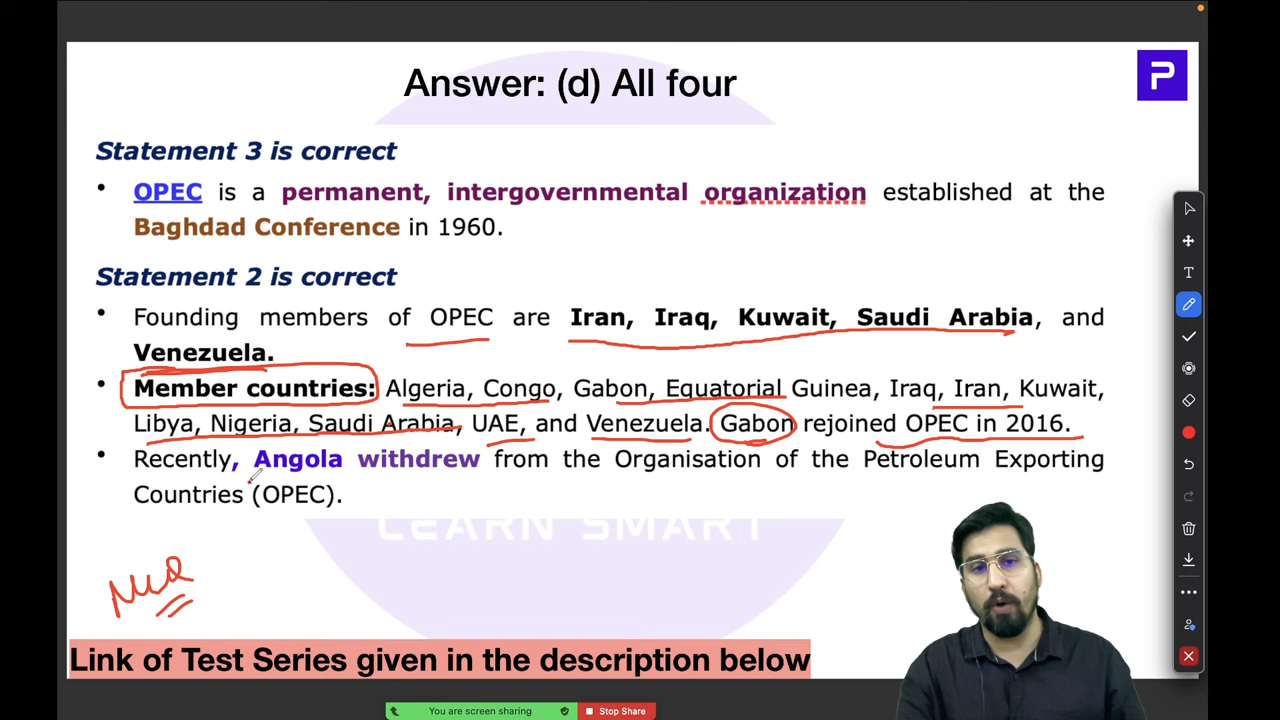 Answer: (d) All four
P
Statement 3 is correct
• OPEC is a permanent, intergovernmental organization established at the
Baghdad Conference in 1960.
Statement 2 is correct
• Founding members of OPEC are Iran, Iraq, Kuwait, Saudi Arabia, and
Venezuela.
• Member countries: Algeria, Congo, Gabon, Equatorial Guinea, Iraq, Iran, Kuwait,
Libya, Nigeria, Saudi Arabia, UAE, and Venezuela. Gabon rejoined OPEC in 2016.
• Recently, Angola withdrew from the Organisation of the Petroleum Exporting
Countries (OPEC).
LEARN SMART
Link of Test Series given in the description below
You are screen sharing
Stop Share